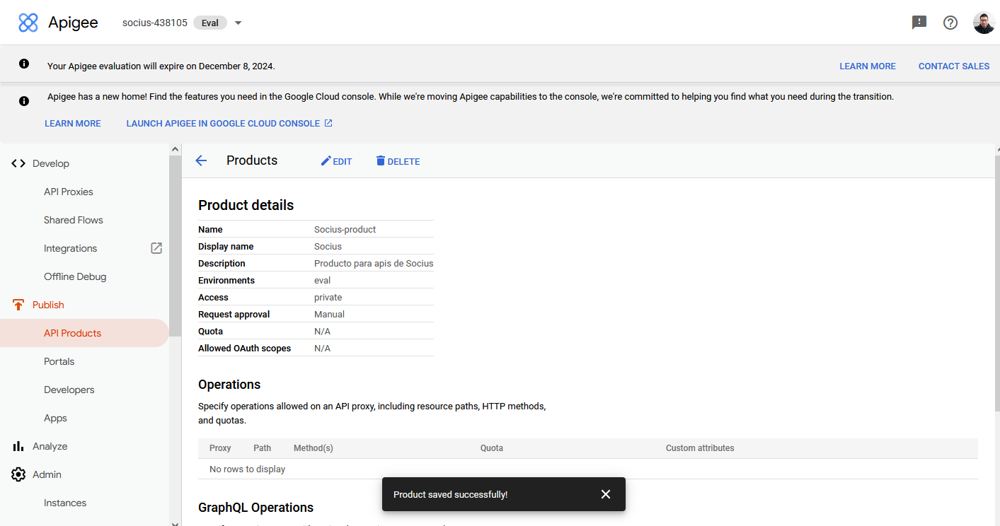 Apigee
socius-438105 Eval
Your Apigee evaluation will expire on December 8, 2024.
LEARN MORE CONTACT SALES
Apigee has a new home! Find the features you need in the Google Cloud console. While we're moving Apigee capabilities to the console, we're committed to helping you find what you need during the transition.
LEARN MORE LAUNCH APIGEE IN GOOGLE CLOUD CONSOLE
Develop
API Proxies
Shared Flows
Integrations
Offline Debug
Publish
API Products
Portals
Developers
Apps
Analyze
Admin
Instances
Products EDIT DELETE
Product details
Name Socius-product
Display name Socius
Description Producto para apis de Socius
Environments eval
Access private
Request approval Manual
Quota N/A
Allowed OAuth scopes N/A
Operations
Specify operations allowed on an API proxy, including resource paths, HTTP methods,
and quotas.
Proxy Path Method(s) Quota Custom attributes
No rows to display
Product saved successfully!
GraphQL Operations